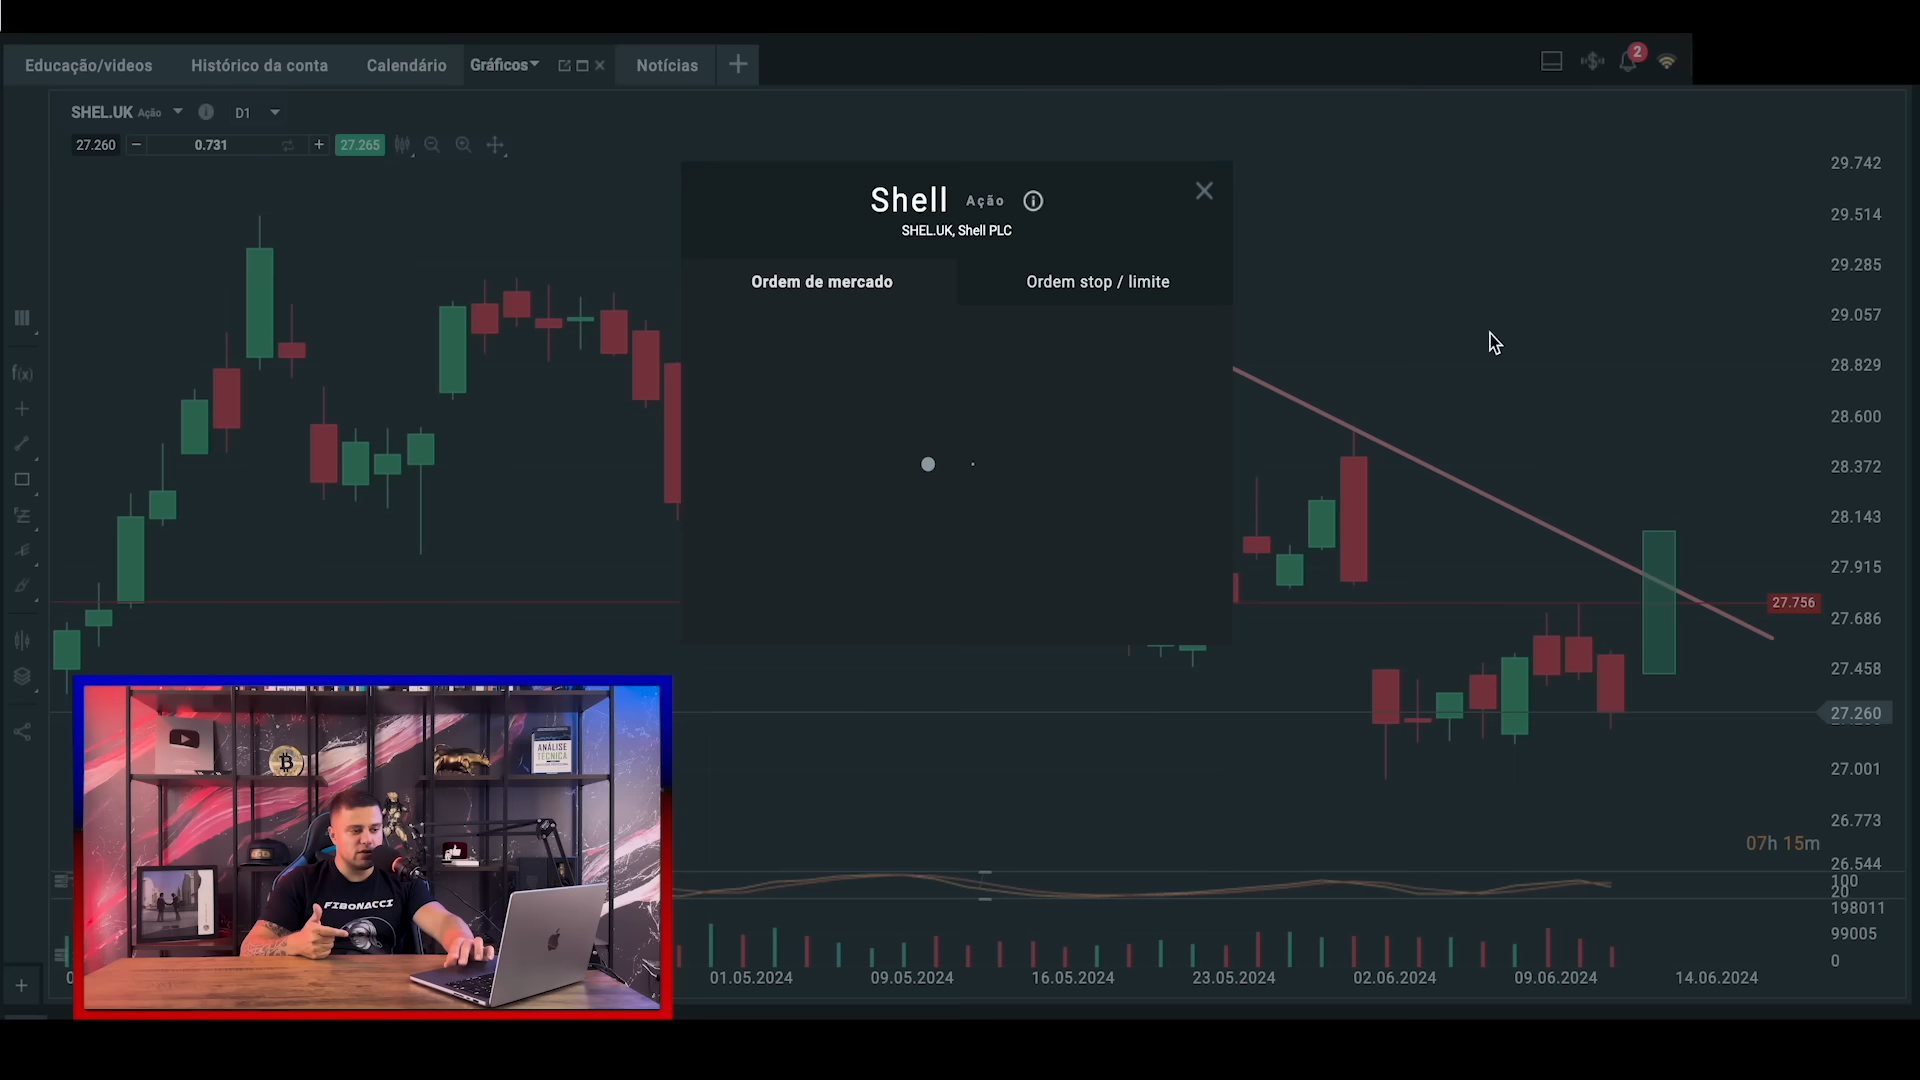 Educação/videos
Histórico da conta
Calendário
Gráficos
Notícias
2
SHEL.UK Ação
D1
27.260
0.731
27.265
Shell Ação
SHEL.UK, Shell PLC
Ordem de mercado
Ordem stop / limite
f(x)
29.742
29.514
29.285
29.057
28.829
28.600
28.372
28.143
27.915
27.756
27.686
27.458
27.260
27.001
26.773
07h 15m
26.544
100
20
198011
99005
0
01.05.2024
09.05.2024
16.05.2024
23.05.2024
02.06.2024
09.06.2024
14.06.2024
ANÁLISE
TÉCNICA
FIBONACCI